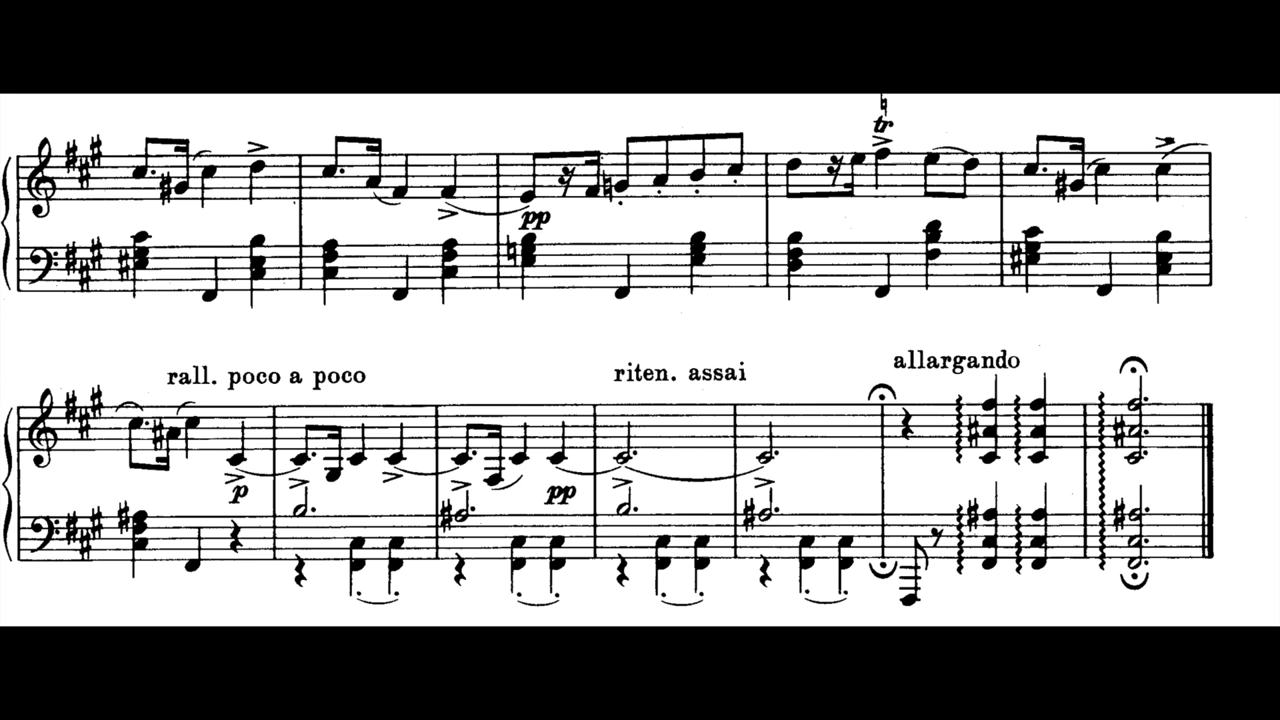 tr
pp
rall. poco a poco
riten. assai
allargando
p
pp